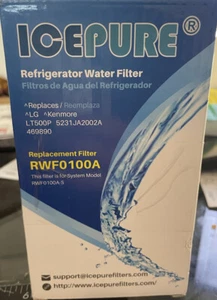 ICEPURE®
Refrigerator Water Filter
Filtros de Agua del Refrigerador
^Replaces/ Reemplaza
^LG ^Kenmore
LT500P 5231JA2002A
469890
Replacement Filter
RWF0100A
This filter is for System Model
RWF0100A-S
support@icepurefilters.com
http://www.icepurefilters.com/